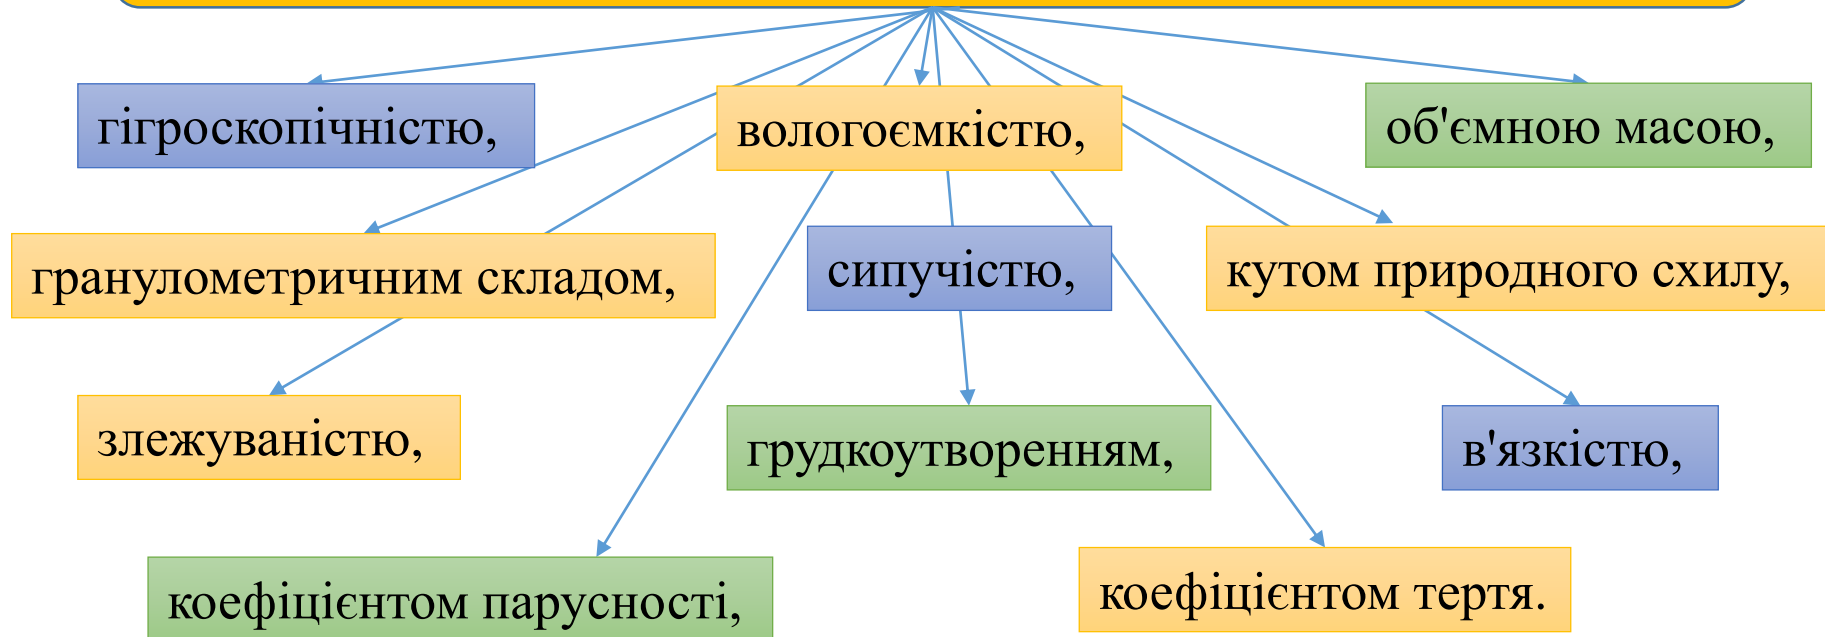 гігроскопічністю,
вологоємкістю,
об'ємною масою,
гранулометричним складом,
сипучістю,
кутом природного схилу,
злежуваністю,
грудкоутворенням,
в'язкістю,
коефіцієнтом парусності,
коефіцієнтом тертя.